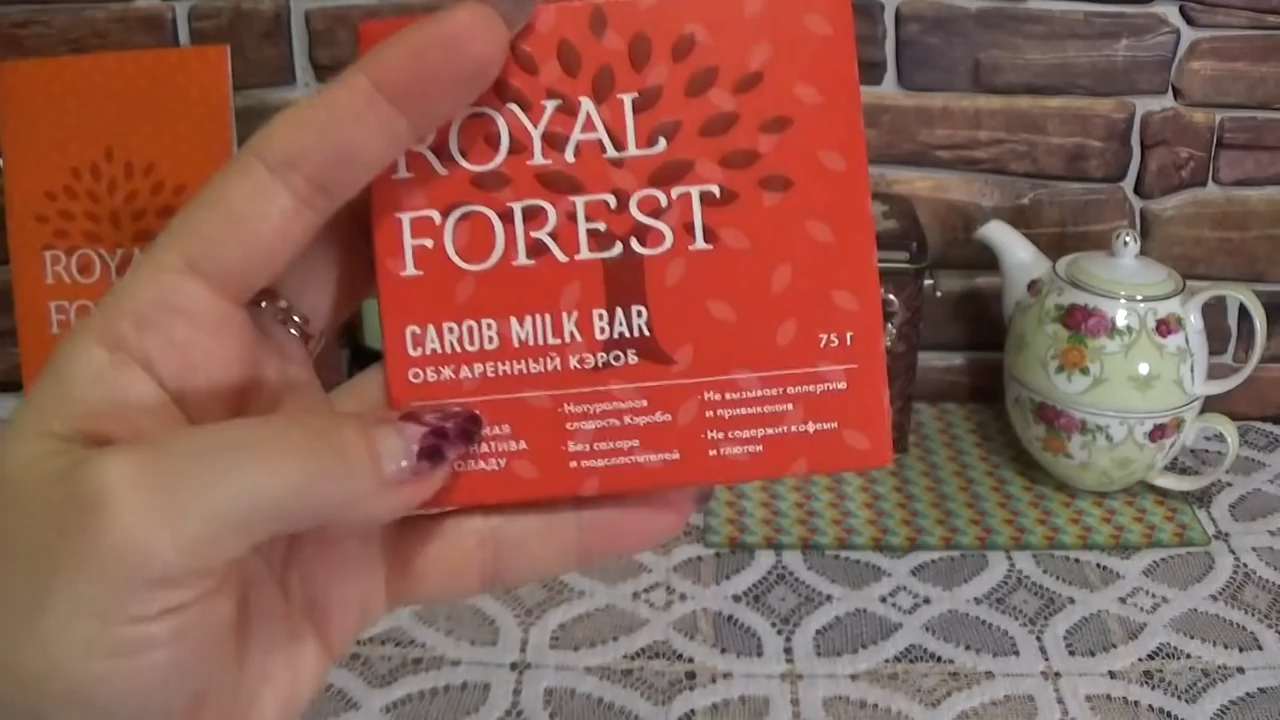 ROYAL
FOREST
CAROB MILK BAR
ОБЖАРЕННЫЙ КЭРОБ
75 Г
· Натуральная
сладость Кэроба
· Без сахара
и подсластителей
· Не вызывает аллергию
и привыкания
· Не содержит кофеин
и глютен
ROYA
FO